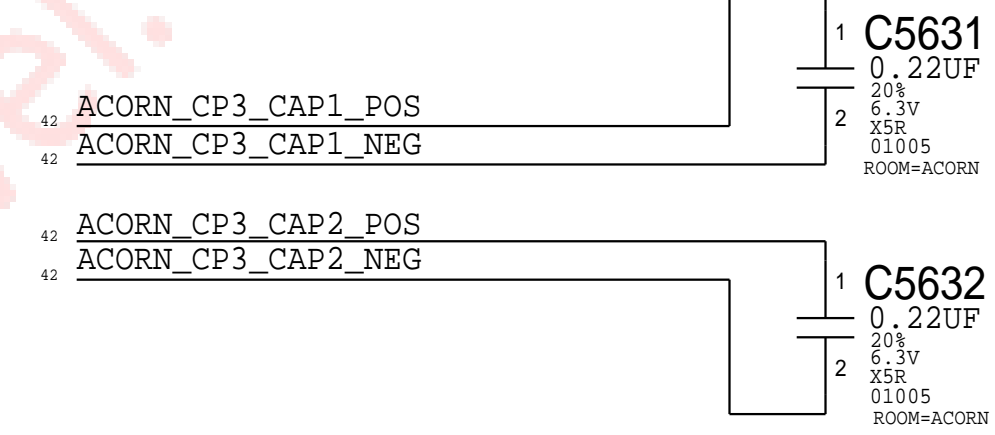 1 C5631
0.22UF
20%
6.3V
X5R
01005
ROOM=ACORN
2
42 ACORN_CP3_CAP1_POS
42 ACORN_CP3_CAP1_NEG
42 ACORN_CP3_CAP2_POS
42 ACORN_CP3_CAP2_NEG
1 C5632
0.22UF
20%
6.3V
X5R
01005
ROOM=ACORN
2